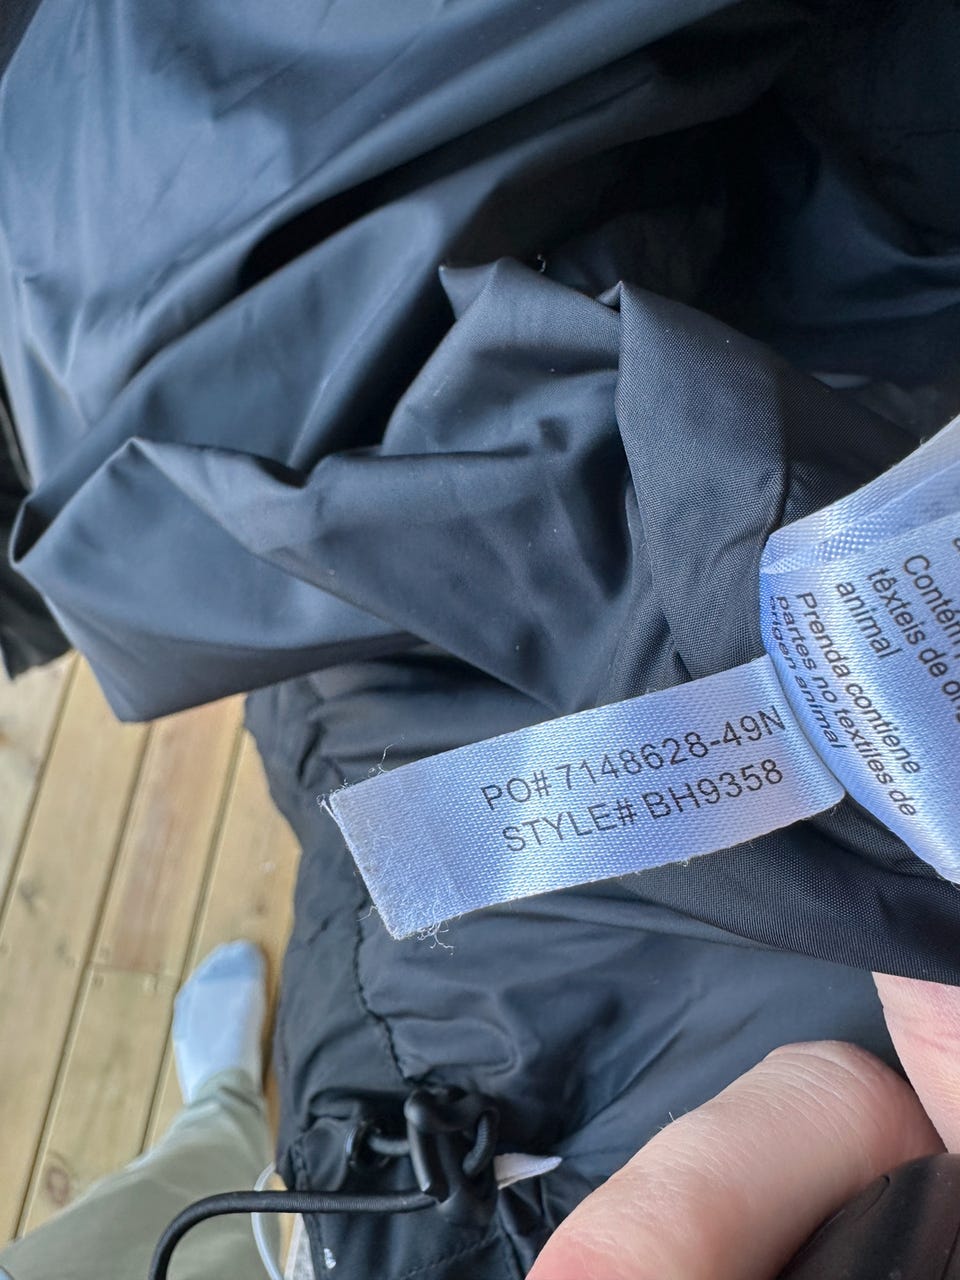 PO# 7148628-49N
STYLE# BH9358
Contém
têxteis de
animal
Prenda contiene
partes no textiles de
origen animal